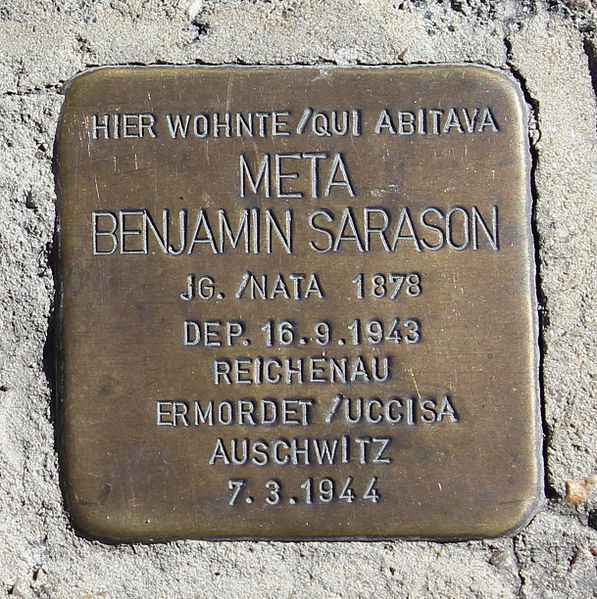 HIER WOHNTE/QUI ABITAVA
META
BENJAMIN SARASON
JG./NATA 1878
DEP. 16.9.1943
REICHENAU
ERMORDET/UCCISA
AUSCHWITZ
7.3.1944